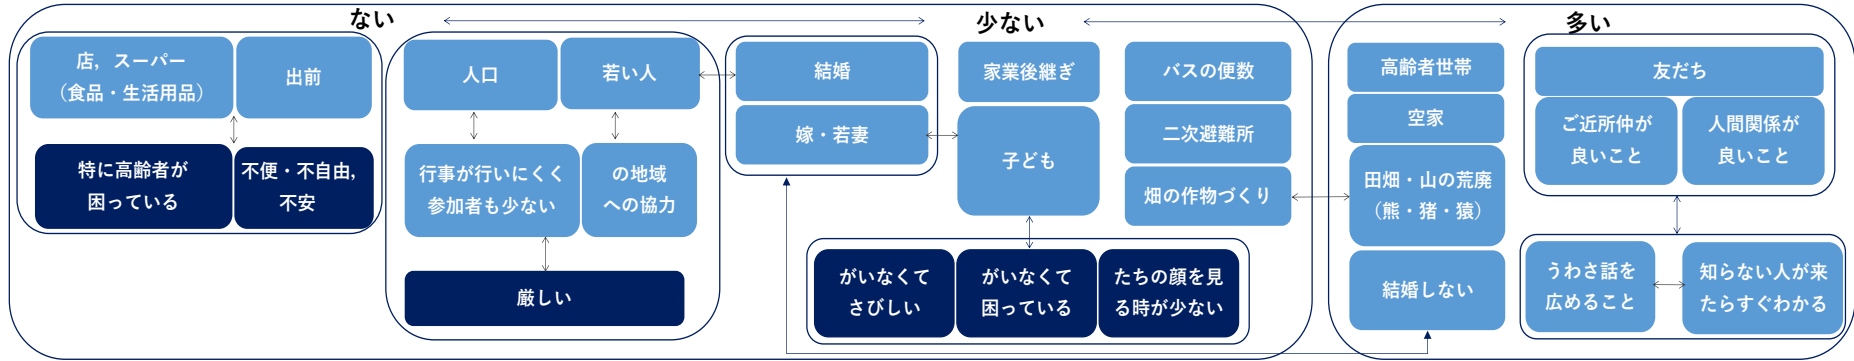 ない
少ない
多い
店，スーパー
（食品・生活用品）
出前
特に高齢者が
困っている
不便・不自由，
不安
人口
若い人
行事が行いにくく
参加者も少ない
の地域
への協力
厳しい
結婚
嫁・若妻
家業後継ぎ
子ども
バスの便数
二次避難所
畑の作物づくり
がいなくて
さびしい
がいなくて
困っている
たちの顔を見
る時が少ない
高齢者世帯
空家
田畑・山の荒廃
（熊・猪・猿）
結婚しない
友だち
ご近所仲が
良いこと
人間関係が
良いこと
うわさ話を
広めること
知らない人が来
たらすぐわかる